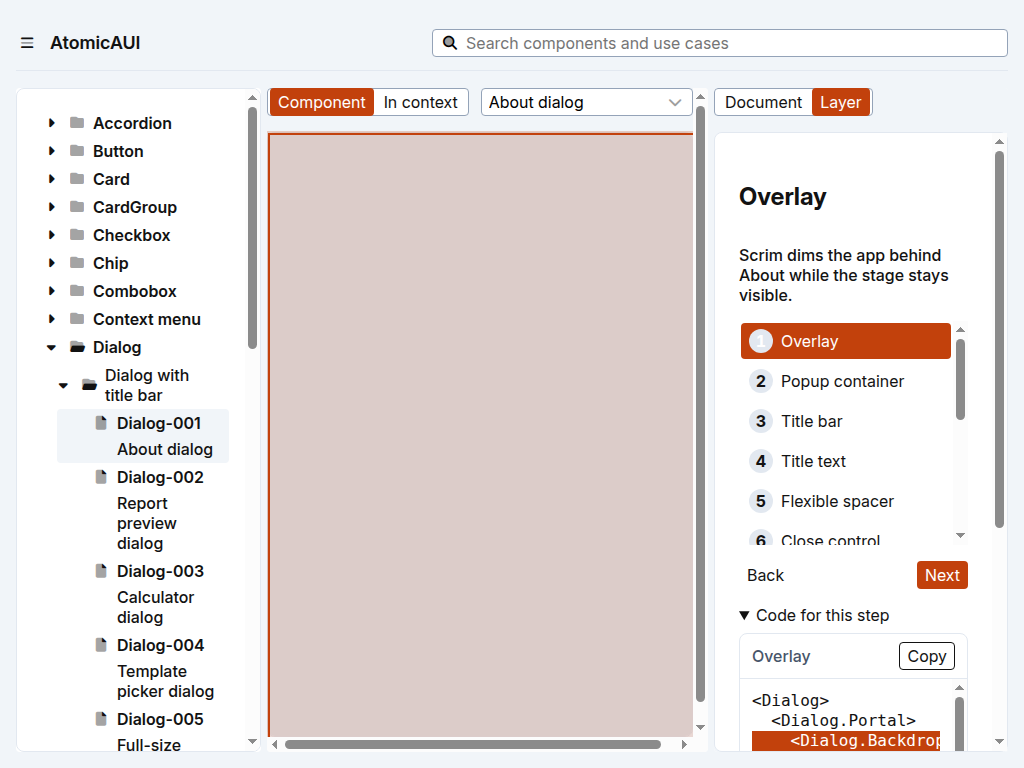 AtomicAUI
Search components and use cases
Accordion
Button
Card
CardGroup
Checkbox
Chip
Combobox
Context menu
Dialog
Dialog with
title bar
Dialog-001
About dialog
Dialog-002
Report
preview
dialog
Dialog-003
Calculator
dialog
Dialog-004
Template
picker dialog
Dialog-005
Full-size
Component
In context
About dialog
Document
Layer
Overlay
Scrim dims the app behind
About while the stage stays
visible.
1 Overlay
2 Popup container
3 Title bar
4 Title text
5 Flexible spacer
6 Close control
Back
Next
Code for this step
Overlay
Copy
<Dialog>
<Dialog.Portal>
<Dialog.Backdrop